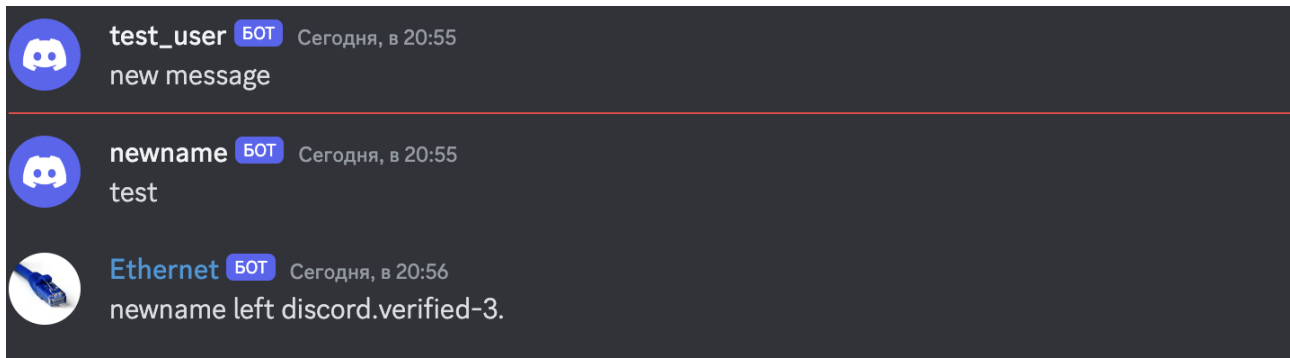 test_user БОТ Сегодня, в 20:55
new message
newname БОТ Сегодня, в 20:55
test
Ethernet БОТ Сегодня, в 20:56
newname left discord.verified-3.